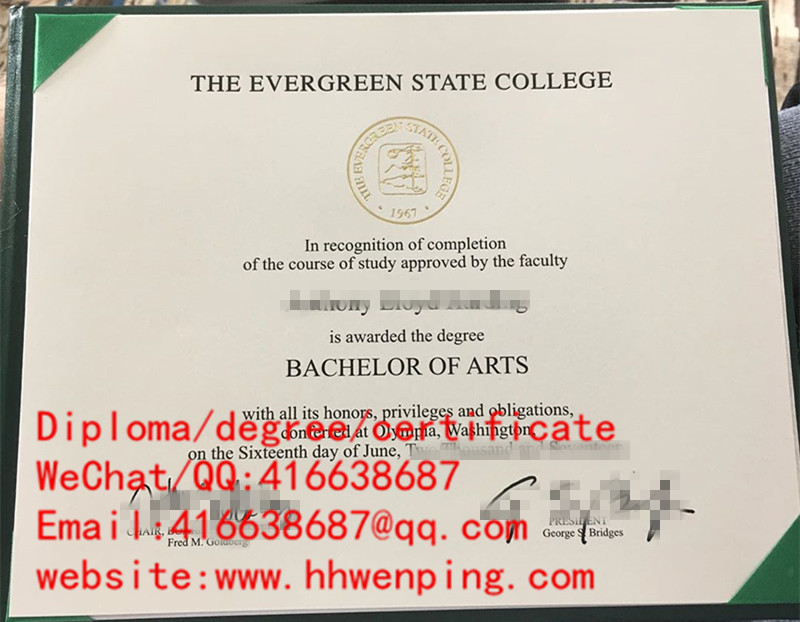 THE EVERGREEN STATE COLLEGE
THE EVERGREEN STATE COLLEGE
• 1967 •
In recognition of completion
of the course of study approved by the faculty
is awarded the degree
BACHELOR OF ARTS
with all its honors, privileges and obligations,
Diploma/degree/certificate
conferred at Olympia, Washington
on the Sixteenth day of June,
WeChat/QQ:416638687
Email:416638687@qq.com
CHAIR,
PRESIDENT
Fred M.
George S. Bridges
website:www.hhwenping.com